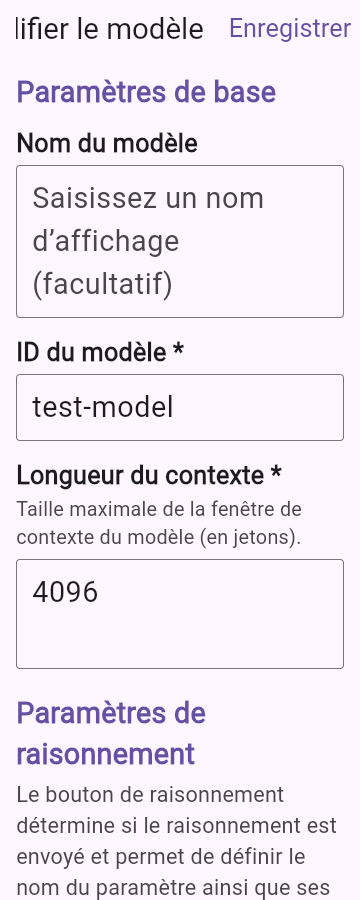 lifier le modèle
Enregistrer
Paramètres de base
Nom du modèle
Saisissez un nom
d’affichage
(facultatif)
ID du modèle *
test-model
Longueur du contexte *
Taille maximale de la fenêtre de
contexte du modèle (en jetons).
4096
Paramètres de
raisonnement
Le bouton de raisonnement
détermine si le raisonnement est
envoyé et permet de définir le
nom du paramètre ainsi que ses